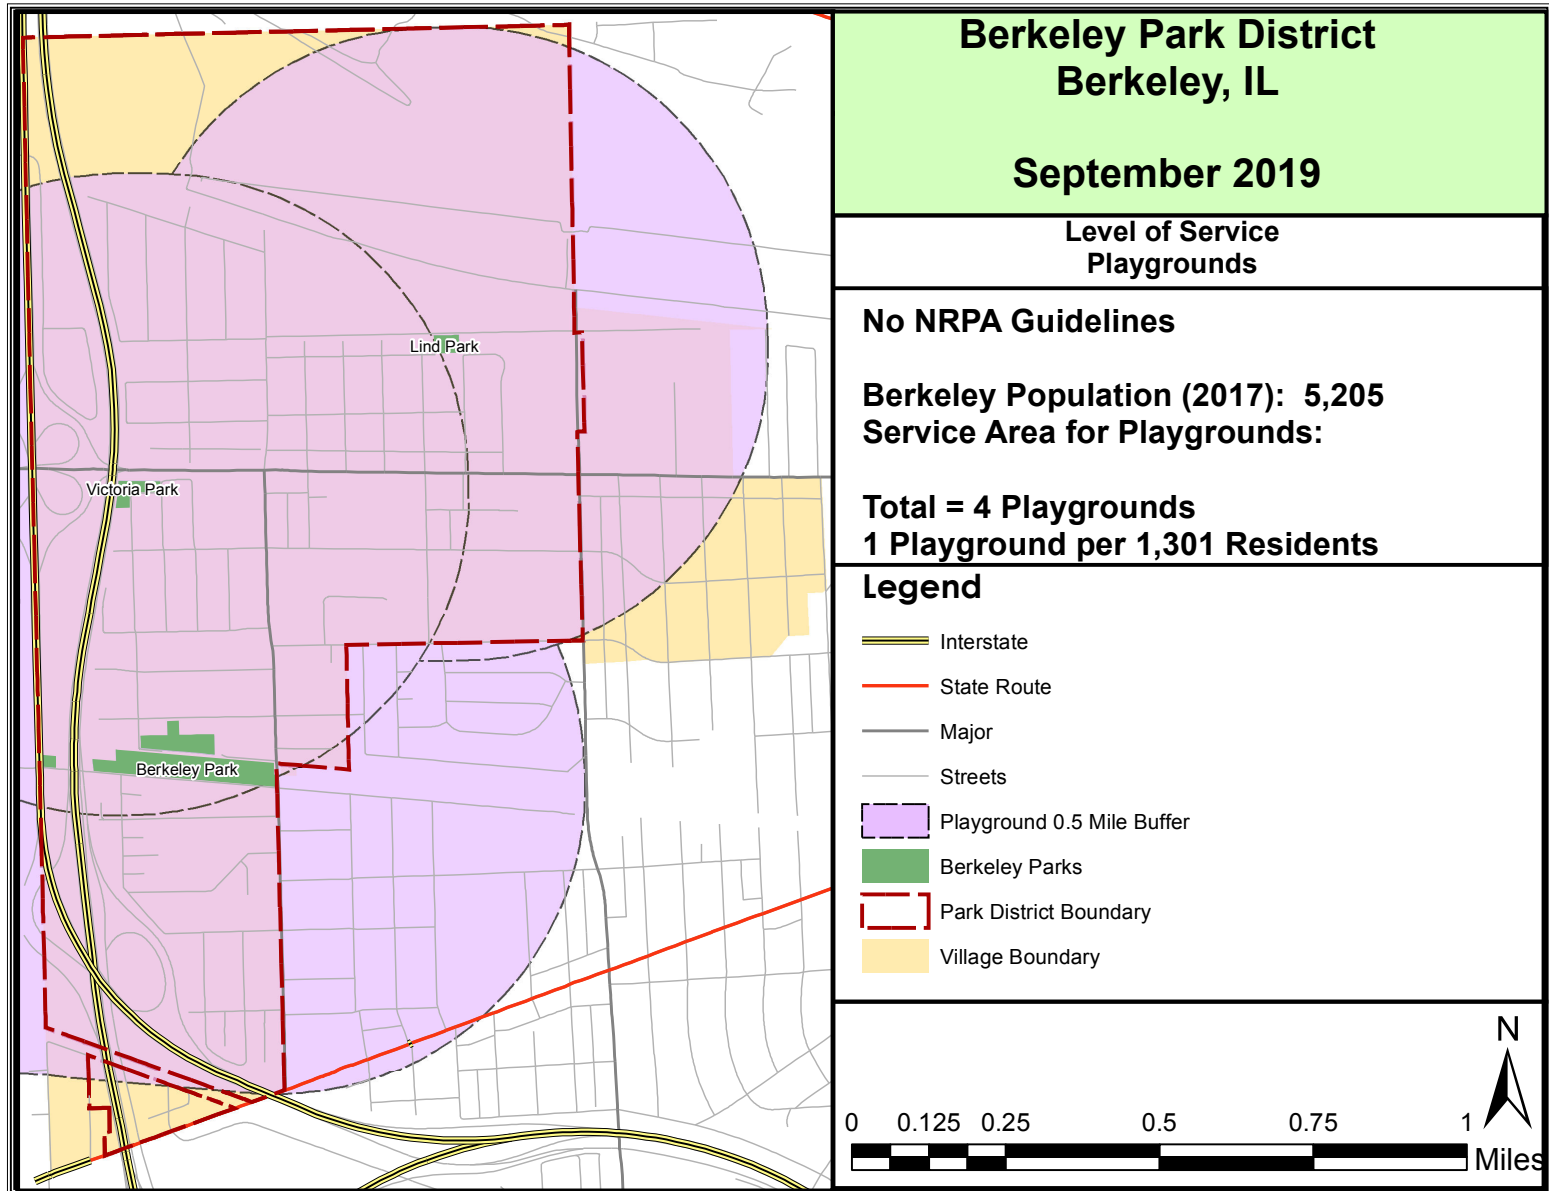 Berkeley Park District
Berkeley, IL
September 2019
Level of Service
Playgrounds
No NRPA Guidelines
Berkeley Population (2017): 5,205
Service Area for Playgrounds:
Total = 4 Playgrounds
1 Playground per 1,301 Residents
Legend
Interstate
State Route
Major
Streets
Playground 0.5 Mile Buffer
Berkeley Parks
Park District Boundary
Village Boundary
N
0 0.125 0.25 0.5 0.75 1
Miles
Lind Park
Victoria Park
Berkeley Park